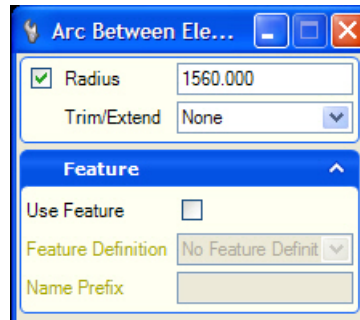 Arc Between Ele...
Radius 1560.000
Trim/Extend None
Feature
Use Feature
Feature Definition No Feature Definit
Name Prefix